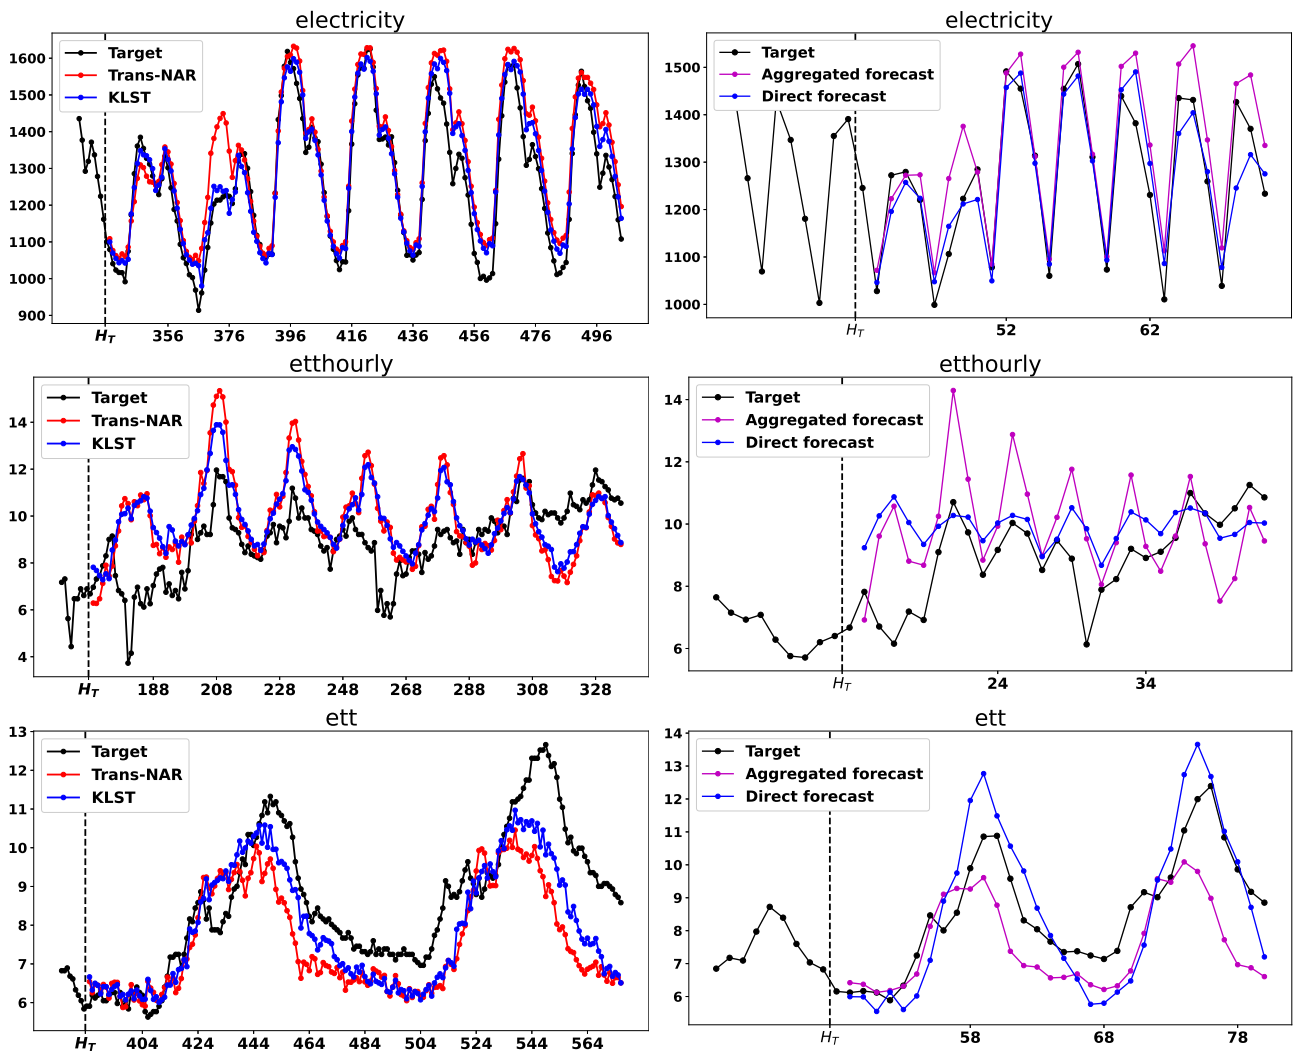 electricity
1600
1500
1400
1300
1200
1100
1000
900
Target
Trans-NAR
KLST
H_T 356 376 396 416 436 456 476 496
electricity
1500
1400
1300
1200
1100
1000
Target
Aggregated forecast
Direct forecast
H_T 52 62
etthourly
14
12
10
8
6
4
Target
Trans-NAR
KLST
H_T 188 208 228 248 268 288 308 328
etthourly
14
12
10
8
6
Target
Aggregated forecast
Direct forecast
H_T 24 34
ett
13
12
11
10
9
8
7
6
Target
Trans-NAR
KLST
H_T 404 424 444 464 484 504 524 544 564
ett
14
13
12
11
10
9
8
7
6
Target
Aggregated forecast
Direct forecast
H_T 58 68 78